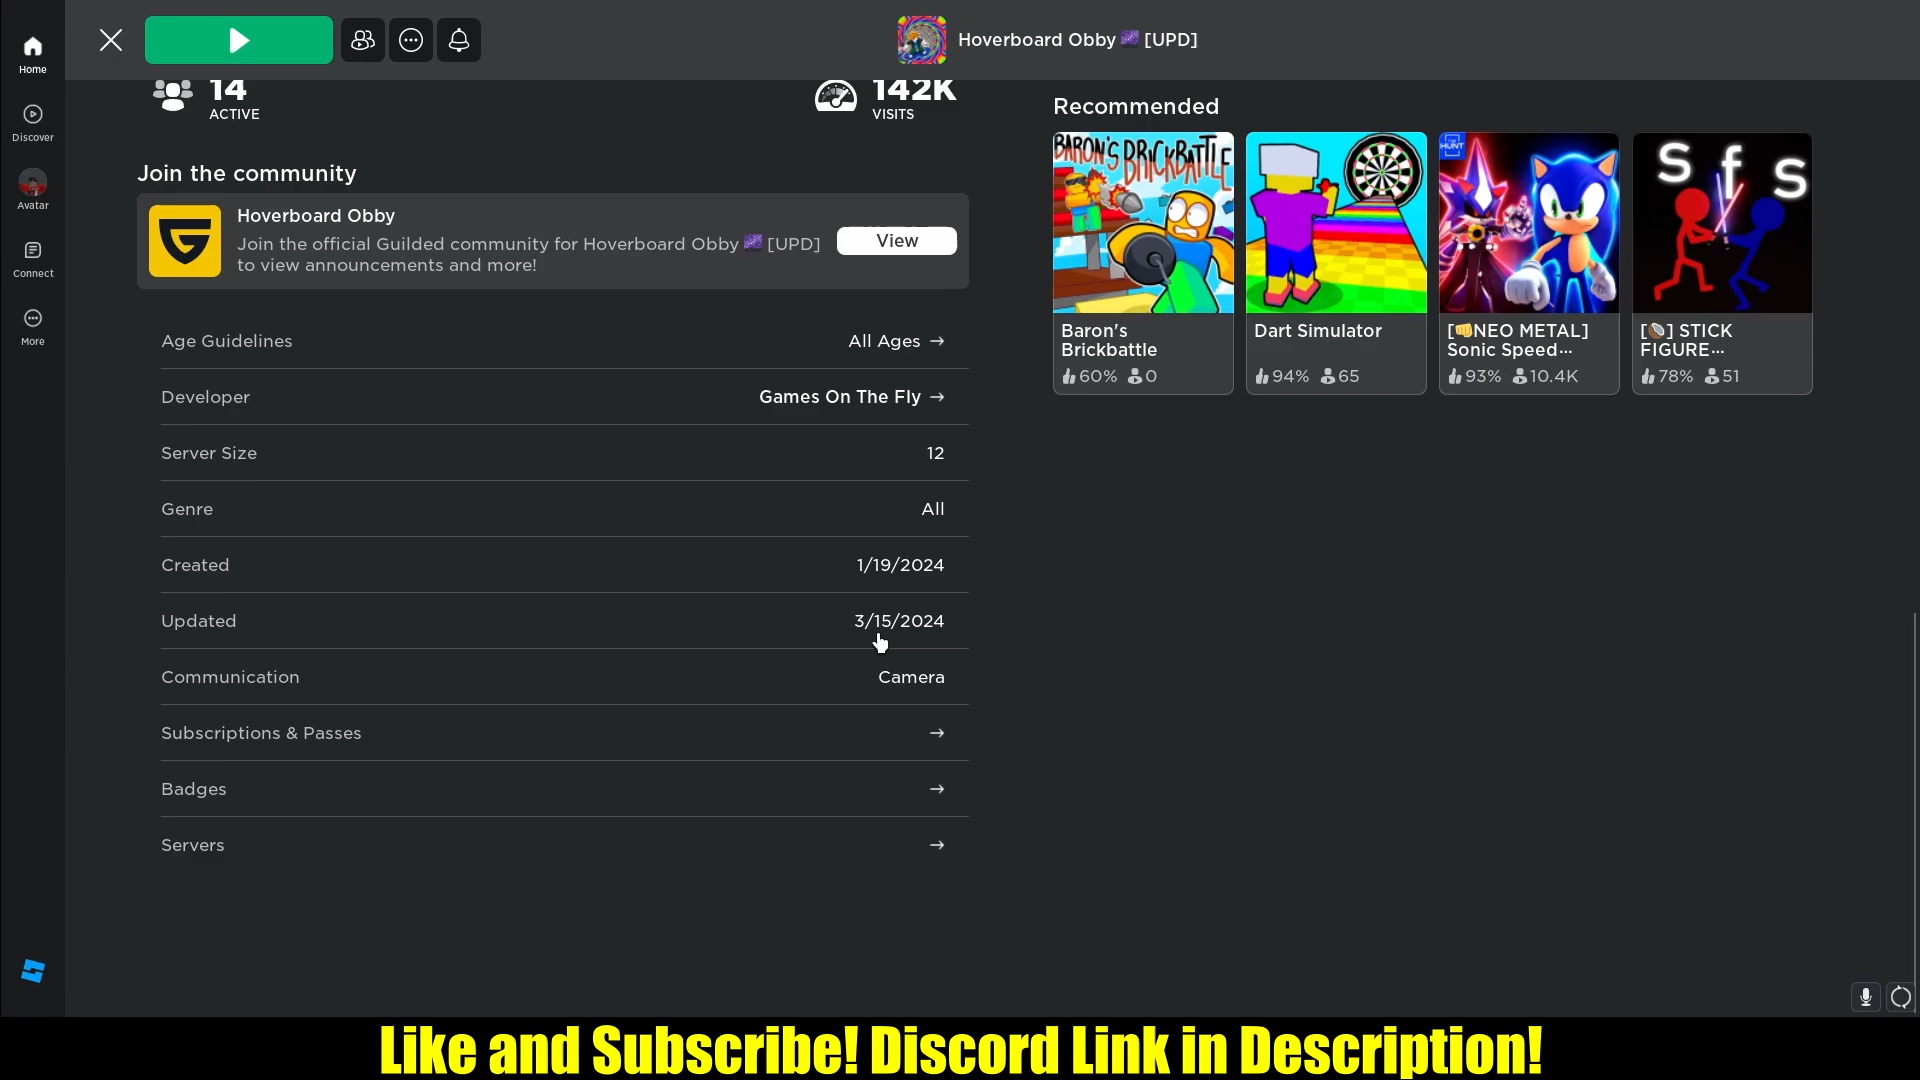 Home
Discover
Avatar
Connect
More
Hoverboard Obby 🎆 [UPD]
14
ACTIVE
142K
VISITS
Join the community
Hoverboard Obby
Join the official Guilded community for Hoverboard Obby 🎆 [UPD]
to view announcements and more!
View
Age Guidelines
All Ages →
Developer
Games On The Fly →
Server Size
12
Genre
All
Created
1/19/2024
Updated
3/15/2024
Communication
Camera
Subscriptions & Passes →
Badges →
Servers →
Recommended
BARON'S BRICKBATTLE
Baron's
Brickbattle
60% 0
Dart Simulator
94% 65
THE
HUNT
[👊NEO METAL]
Sonic Speed...
93% 10.4K
S f S
[🥥] STICK
FIGURE...
78% 51
Like and Subscribe! Discord Link in Description!